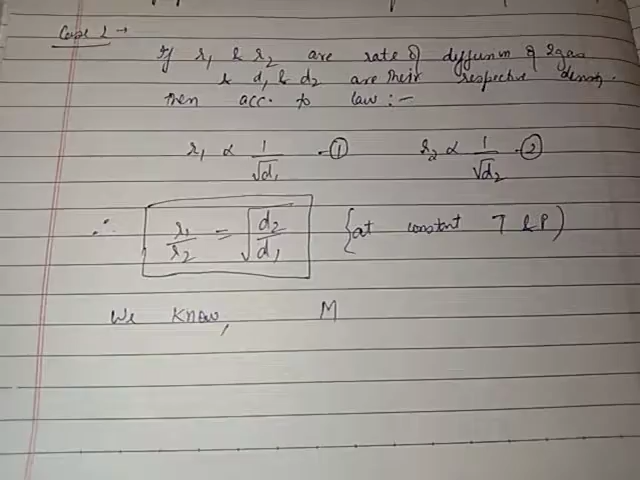 Case 1 →
If r₁ & r₂ are rate of diffusion of 2 gas
& d₁ & d₂ are their respective density.
then acc. to law :-
r₁ ∝ 1/√d₁ -① r₂ ∝ 1/√d₂ -②
∴ r₁/r₂ = √(d₂/d₁) {at constant T & P)
We know, M